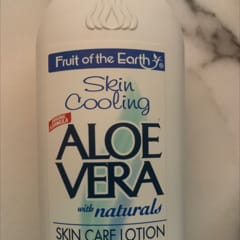 Fruit of the Earth®
Skin
Cooling
ALOE
VERA
with naturals
SKIN CARE LOTION